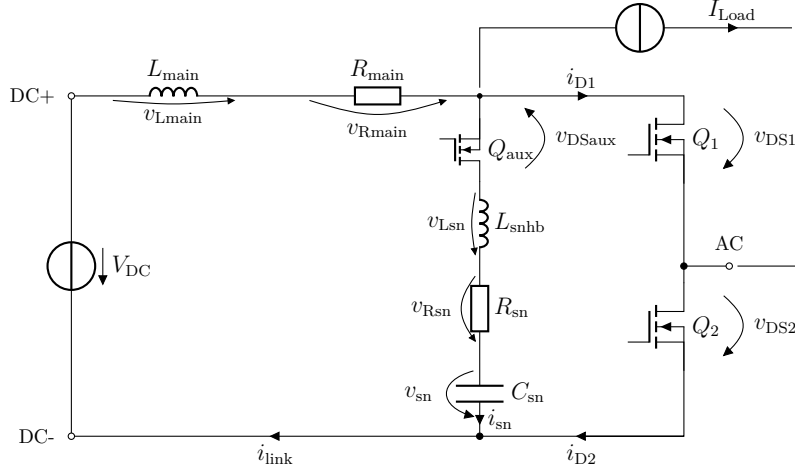 I_Load
L_main
R_main
DC+
i_D1
v_Lmain
v_Rmain
Q_aux
v_DSaux
Q_1
v_DS1
v_Lsn
L_snhb
AC
V_DC
v_Rsn
R_sn
Q_2
v_DS2
v_sn
C_sn
i_sn
DC-
i_link
i_D2